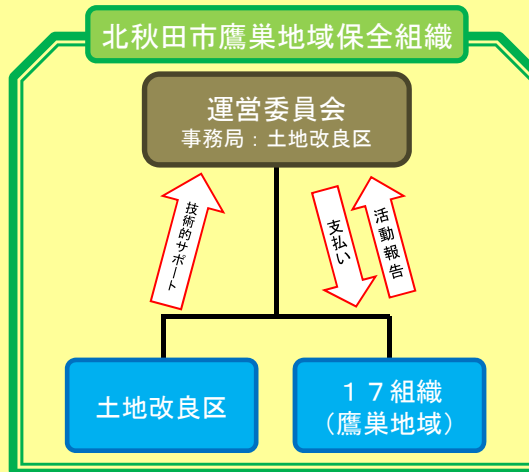 北秋田市鷹巣地域保全組織
運営委員会
事務局：土地改良区
技術的サポート
支払い
活動報告
土地改良区
１７組織
（鷹巣地域）